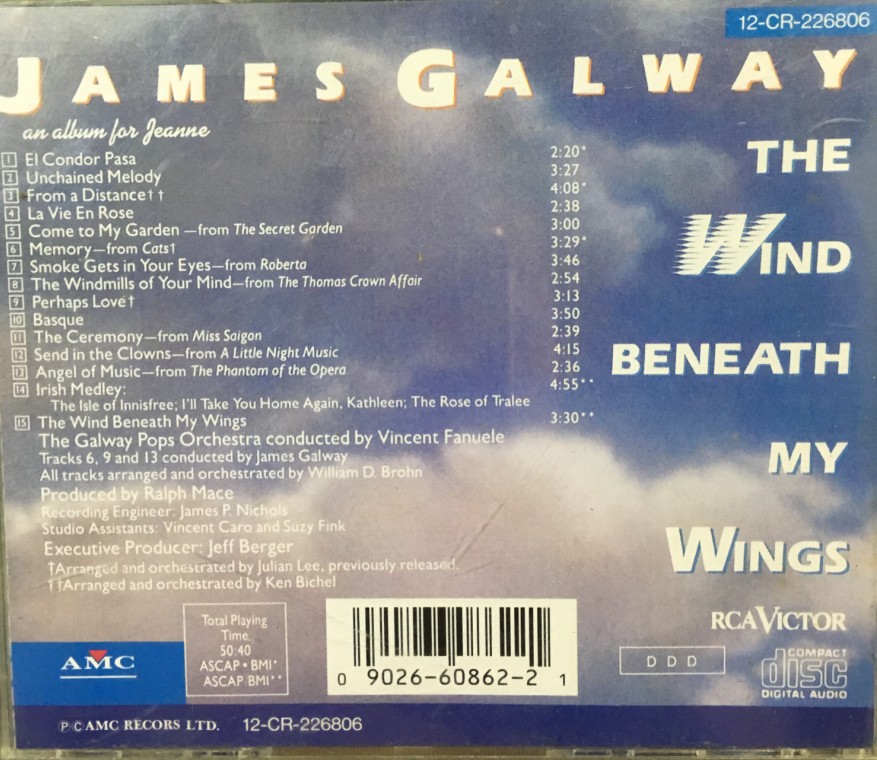 12-CR-226806
JAMES GALWAY
an album for Jeanne
1 El Condor Pasa 2:20*
2 Unchained Melody 3:27
3 From a Distance†† 4:08*
4 La Vie En Rose 2:38
5 Come to My Garden —from The Secret Garden 3:00
6 Memory—from Cats† 3:29*
7 Smoke Gets in Your Eyes—from Roberta 3:46
8 The Windmills of Your Mind—from The Thomas Crown Affair 2:54
9 Perhaps Love† 3:13
10 Basque 3:50
11 The Ceremony—from Miss Saigon 2:39
12 Send in the Clowns—from A Little Night Music 4:15
13 Angel of Music—from The Phantom of the Opera 2:36
14 Irish Medley: 4:55**
The Isle of Innisfree; I'll Take You Home Again, Kathleen; The Rose of Tralee
15 The Wind Beneath My Wings 3:30**
The Galway Pops Orchestra conducted by Vincent Fanuele
Tracks 6, 9 and 13 conducted by James Galway
All tracks arranged and orchestrated by William D. Brohn
Produced by Ralph Mace
Recording Engineer: James P. Nichols
Studio Assistants: Vincent Caro and Suzy Fink
Executive Producer: Jeff Berger
†Arranged and orchestrated by Julian Lee, previously released.
††Arranged and orchestrated by Ken Bichel
THE
WIND
BENEATH
MY
WINGS
RCA VICTOR
AMC
Total Playing
Time
50:40
ASCAP • BMI*
ASCAP BMI**
0 9026-60862-2 1
D D D
COMPACT
disc
DIGITAL AUDIO
P C AMC RECORS LTD. 12-CR-226806